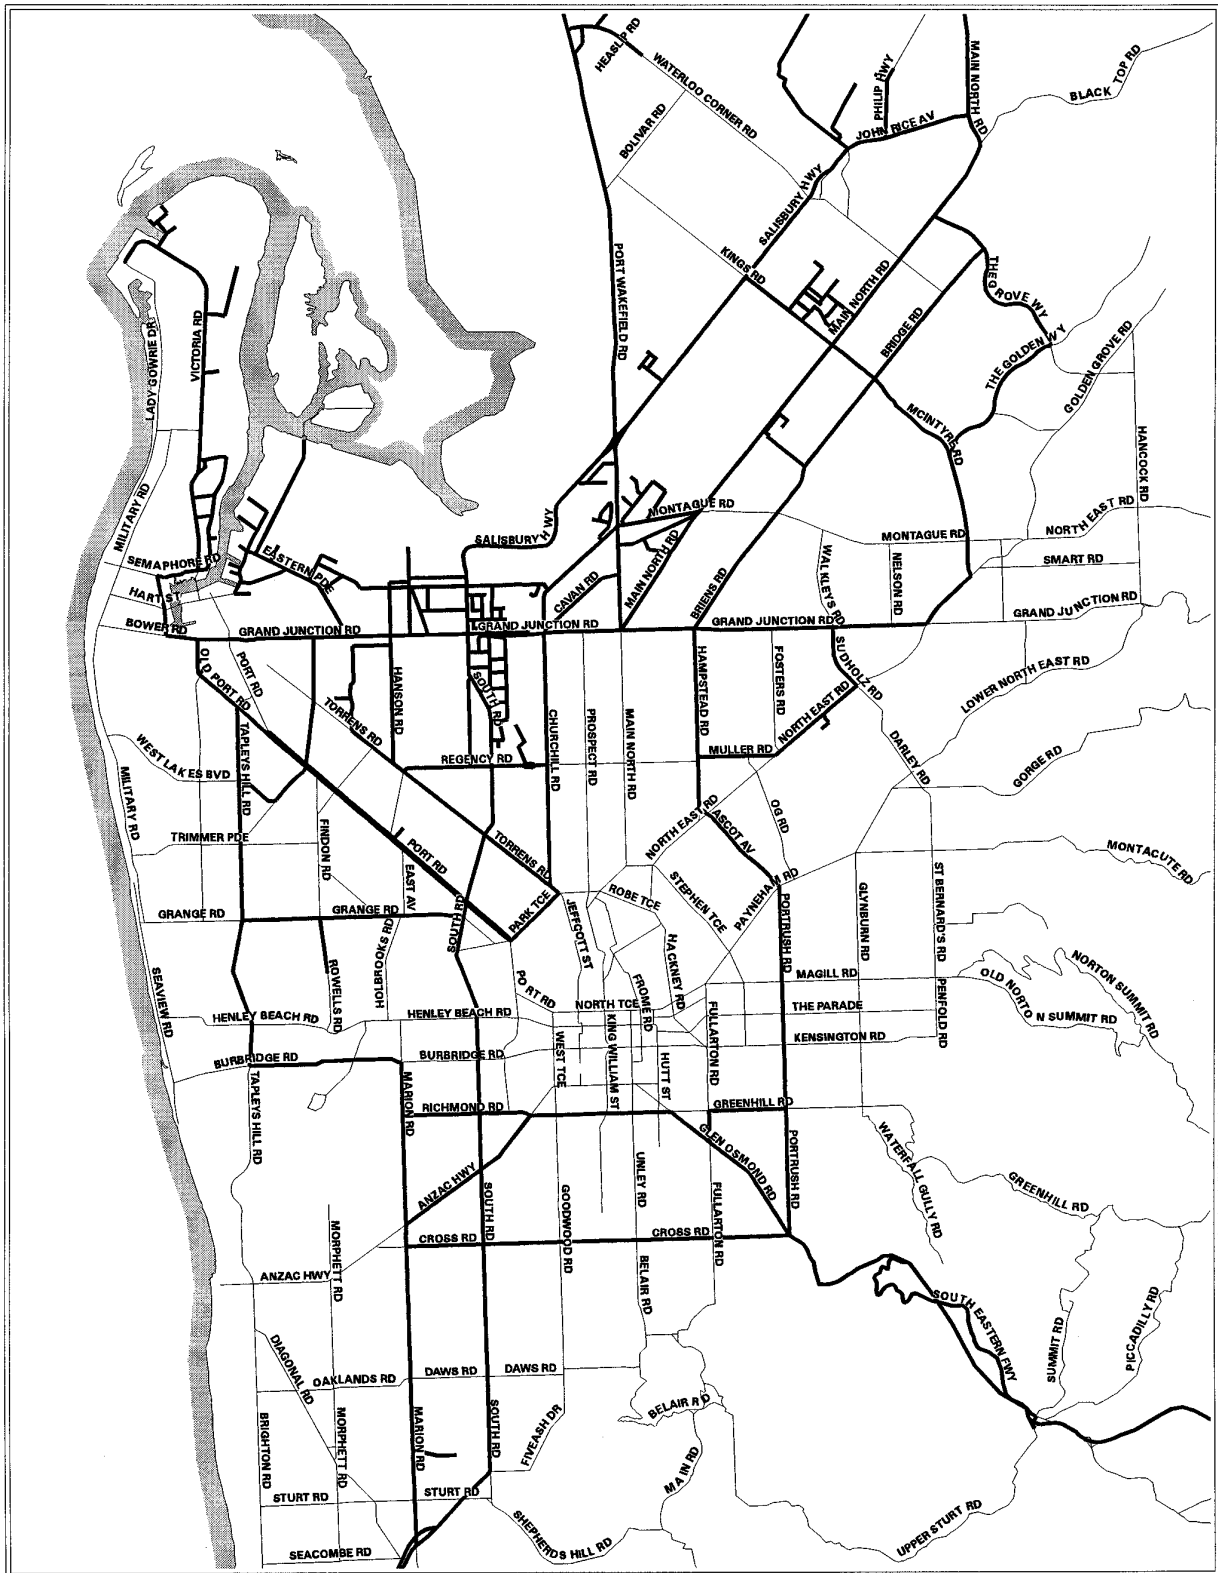 HEASLIP RD
WATERLOO CORNER RD
PHILIP HWY
MAIN NORTH RD
BLACK TOP RD
BOLIVAR RD
JOHN RICE AV
SALISBURY HWY
KINGS RD
PORT WAKEFIELD RD
MAIN NORTH RD
BRIDGE RD
THE GROVE WY
THE GOLDEN WY
GOLDEN GROVE RD
LADY GOWRIE DR
VICTORIA RD
MCINTYRE RD
HANCOCK RD
MILITARY RD
MONTAGUE RD
NORTH EAST RD
SALISBURY HWY
MONTAGUE RD
SEMAPHORE RD
EASTERN PDE
CAVAN RD
MAIN NORTH RD
BRIENS RD
WALKLEYS RD
NELSON RD
SMART RD
HART ST
BOWER RD
GRAND JUNCTION RD
GRAND JUNCTION RD
GRAND JUNCTION RD
GRAND JUNCTION RD
OLD PORT RD
PORT RD
TORRENS RD
HANSON RD
SOUTH RD
CHURCHILL RD
PROSPECT RD
MAIN NORTH RD
HAMPSTEAD RD
FOSTERS RD
SUDHOLZ RD
NORTH EAST RD
LOWER NORTH EAST RD
TAPLEYS HILL RD
WEST LAKES BVD
REGENCY RD
MULLER RD
DARLEY RD
GORGE RD
MILITARY RD
TRIMMER PDE
FINDON RD
PORT RD
EAST AV
TORRENS RD
NORTH EAST RD
ASCOT AV
OG RD
MONTACUTE RD
GRANGE RD
GRANGE RD
HOLBROOKS RD
SOUTH RD
PARK TCE
JEFFCOTT ST
ROBE TCE
STEPHEN TCE
PAYNEHAM RD
PORTRUSH RD
GLYNBURN RD
ST BERNARD'S RD
SEAVIEW RD
ROWELLS RD
PORT RD
HACKNEY RD
FROME RD
MAGILL RD
OLD NORTON SUMMIT RD
NORTON SUMMIT RD
HENLEY BEACH RD
HENLEY BEACH RD
NORTH TCE
THE PARADE
PENFOLD RD
KENSINGTON RD
BURBRIDGE RD
BURBRIDGE RD
WEST TCE
KING WILLIAM ST
HUTT ST
FULLARTON RD
TAPLEYS HILL RD
MARION RD
RICHMOND RD
GREENHILL RD
GLEN OSMOND RD
PORTRUSH RD
WATERFALL GULLY RD
GREENHILL RD
ANZAC HWY
SOUTH RD
GOODWOOD RD
UNLEY RD
FULLARTON RD
MORPHETT RD
CROSS RD
CROSS RD
ANZAC HWY
BELAIR RD
SOUTH EASTERN FWY
SUMMIT RD
PICCADILLY RD
DIAGONAL RD
OAKLANDS RD
DAWS RD
DAWS RD
BELAIR RD
BRIGHTON RD
MORPHETT RD
MARION RD
SOUTH RD
FIVEASH DR
MAIN RD
STURT RD
STURT RD
SHEPHERDS HILL RD
UPPER STURT RD
SEACOMBE RD